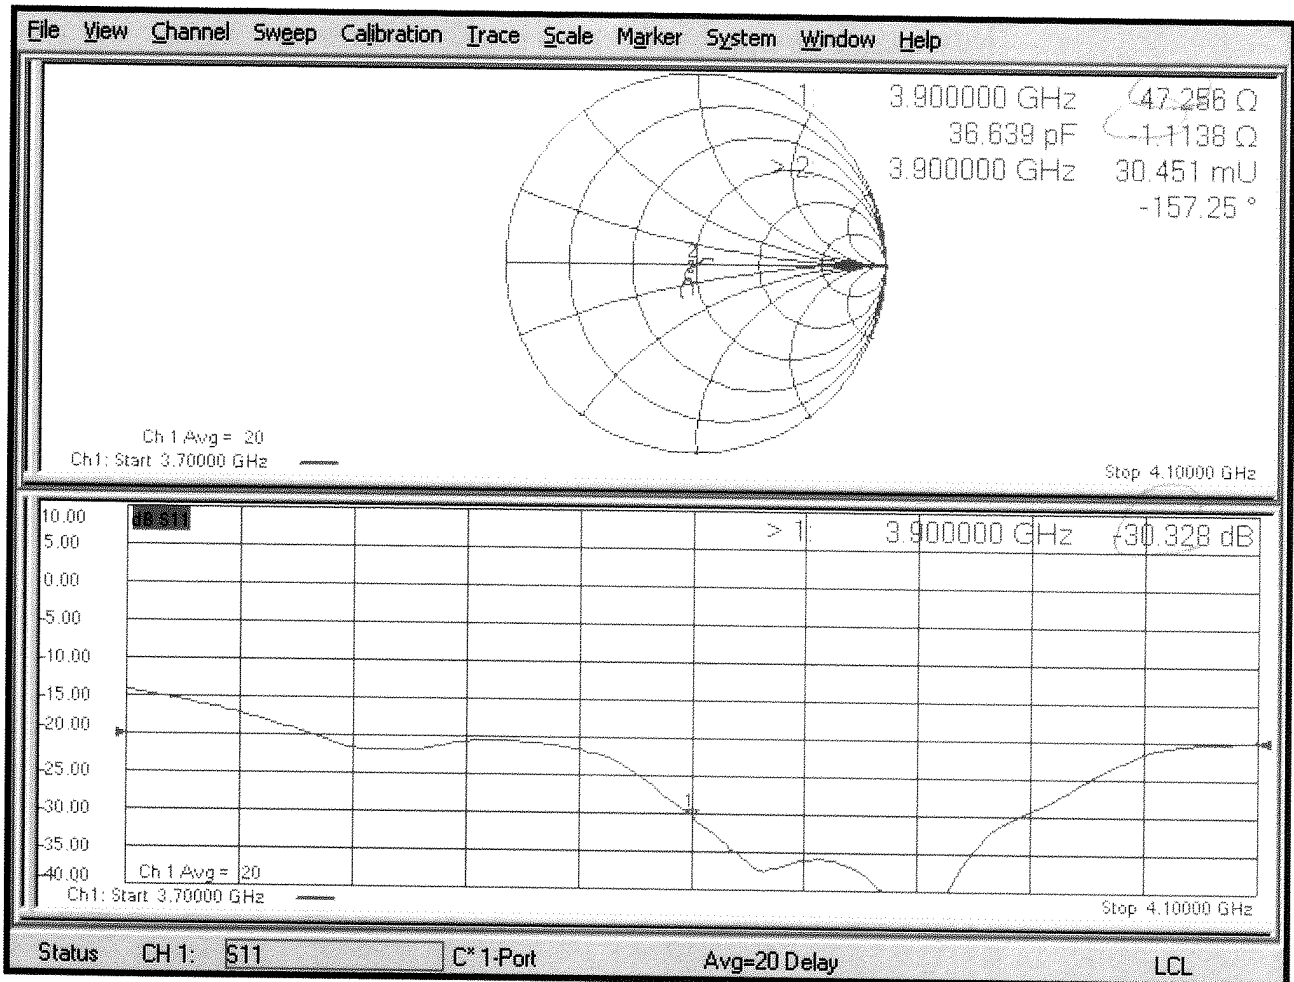 File View Channel Sweep Calibration Trace Scale Marker System Window Help
1: 3.900000 GHz 47.256 Ω
36.639 pF -1.1138 Ω
> 2: 3.900000 GHz 30.451 mU
-157.25 °
2
Ch 1 Avg = 20
Ch1: Start 3.70000 GHz
Stop 4.10000 GHz
10.00
dB S11
> 1: 3.900000 GHz -30.328 dB
5.00
0.00
-5.00
-10.00
-15.00
-20.00
-25.00
-30.00
1
-35.00
-40.00
Ch 1 Avg = 20
Ch1: Start 3.70000 GHz
Stop 4.10000 GHz
Status CH 1: S11 C* 1-Port Avg=20 Delay LCL